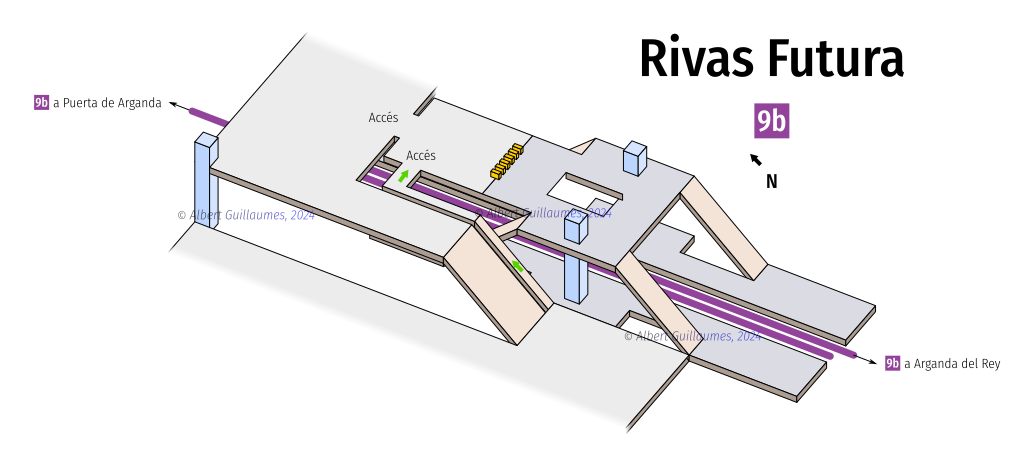 Rivas Futura
9b a Puerta de Arganda
9b
Accés
Accés
N
© Albert Guillaumes, 2024
© Albert Guillaumes, 2024
© Albert Guillaumes, 2024
9b a Arganda del Rey